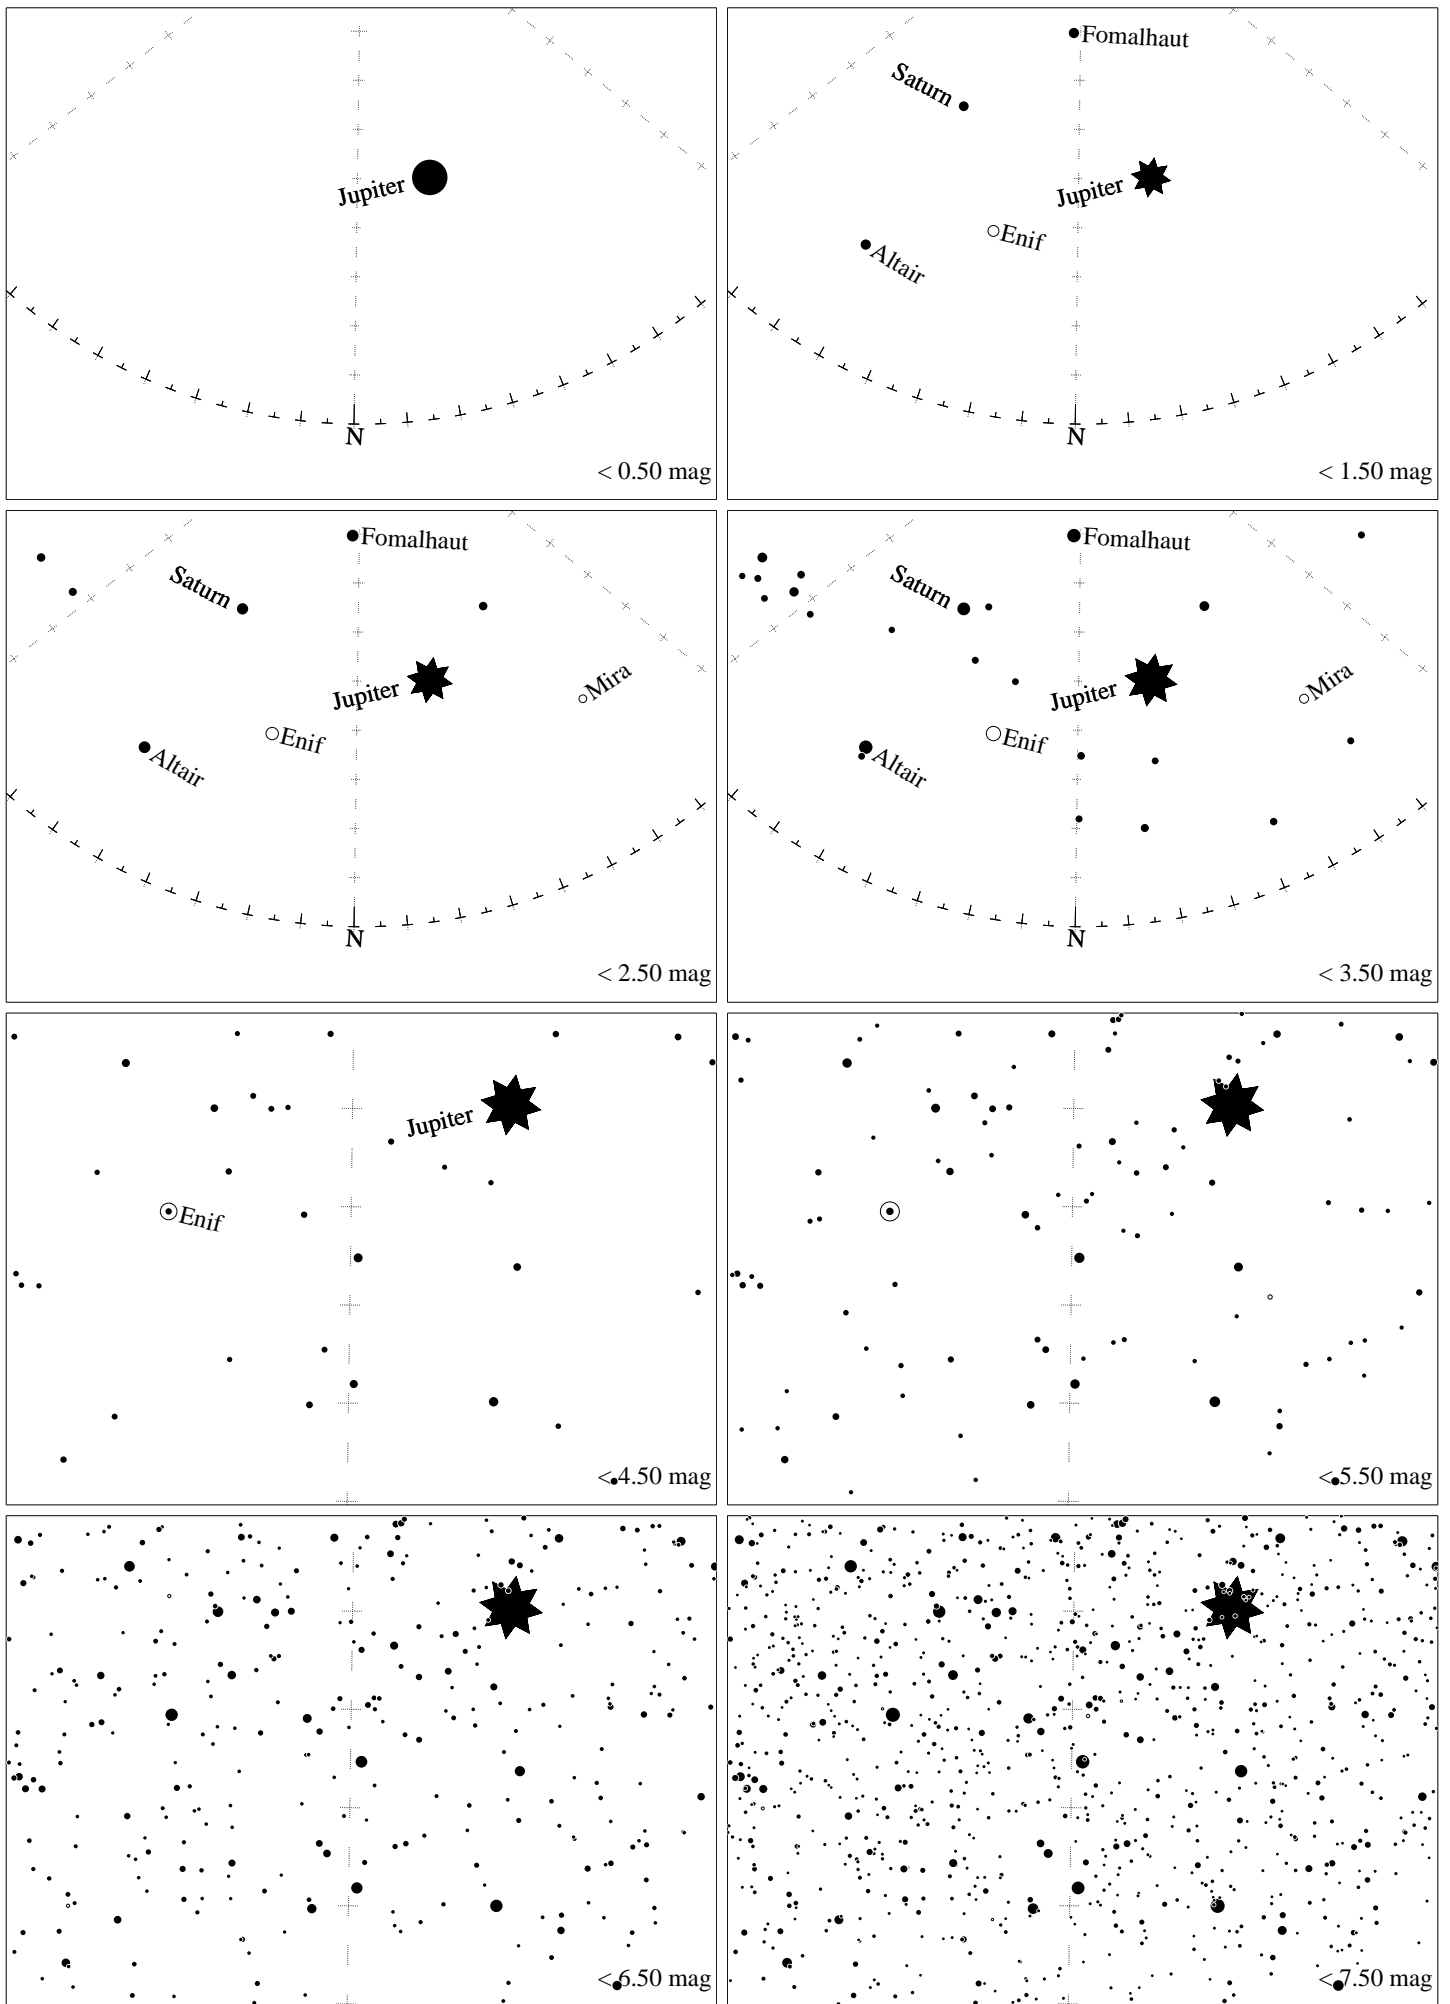 Jupiter
N
< 0.50 mag
Fomalhaut
Saturn
Jupiter
Enif
Altair
N
< 1.50 mag
Fomalhaut
Saturn
Mira
Jupiter
Enif
Altair
N
< 2.50 mag
Fomalhaut
Saturn
Mira
Jupiter
Enif
Altair
N
< 3.50 mag
Jupiter
Enif
< 4.50 mag
< 5.50 mag
< 6.50 mag
< 7.50 mag